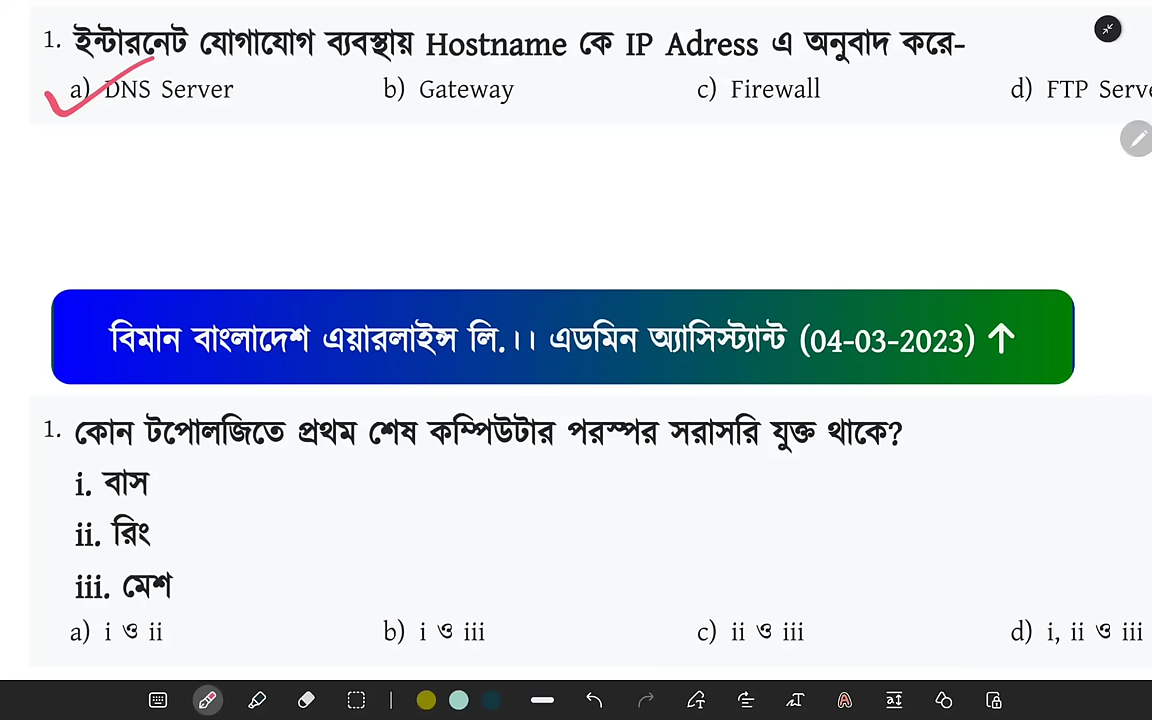 1. ইন্টারনেট যোগাযোগ ব্যবস্থায় Hostname কে IP Adress এ অনুবাদ করে-
a) DNS Server b) Gateway c) Firewall d) FTP Serve
বিমান বাংলাদেশ এয়ারলাইন্স লি.।। এডমিন অ্যাসিস্ট্যান্ট (04-03-2023) ↑
1. কোন টপোলজিতে প্রথম শেষ কম্পিউটার পরস্পর সরাসরি যুক্ত থাকে?
i. বাস
ii. রিং
iii. মেশ
a) i ও ii b) i ও iii c) ii ও iii d) i, ii ও iii